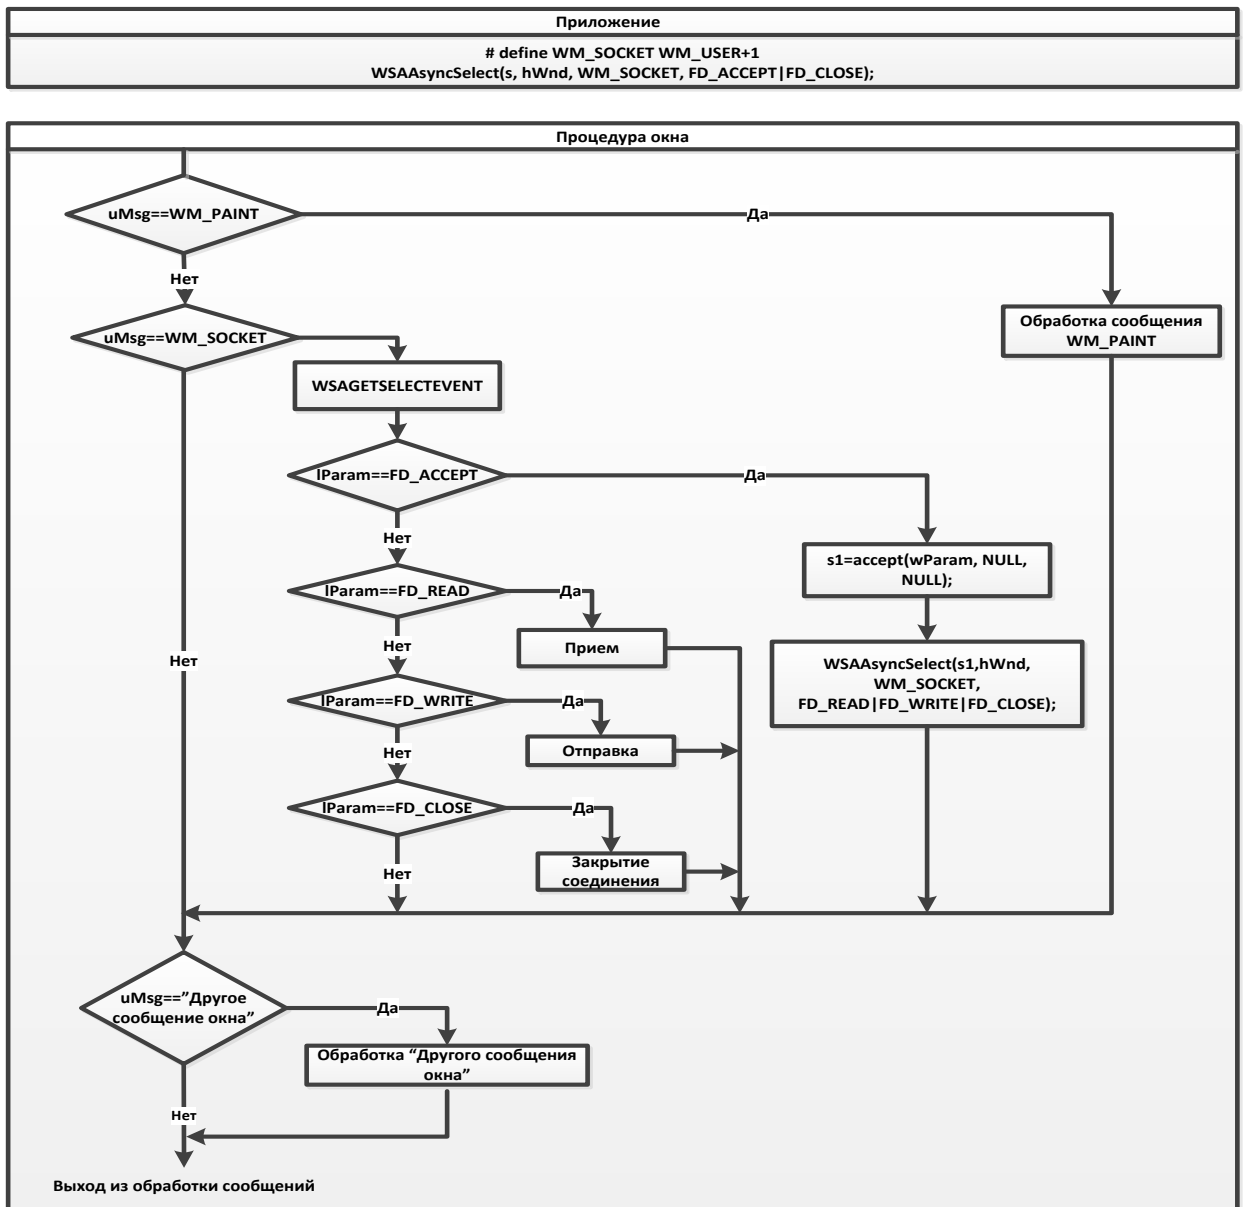 Приложение
# define WM_SOCKET WM_USER+1
WSAAsyncSelect(s, hWnd, WM_SOCKET, FD_ACCEPT|FD_CLOSE);
Процедура окна
uMsg==WM_PAINT
Да
Нет
uMsg==WM_SOCKET
Обработка сообщения
WM_PAINT
WSAGETSELECTEVENT
lParam==FD_ACCEPT
Да
Нет
s1=accept(wParam, NULL,
NULL);
lParam==FD_READ
Да
Прием
Нет
Нет
WSAAsyncSelect(s1,hWnd,
WM_SOCKET,
FD_READ|FD_WRITE|FD_CLOSE);
lParam==FD_WRITE
Да
Отправка
Нет
lParam==FD_CLOSE
Да
Закрытие
соединения
Нет
uMsg==”Другое
сообщение окна”
Да
Обработка “Другого сообщения
окна”
Нет
Выход из обработки сообщений